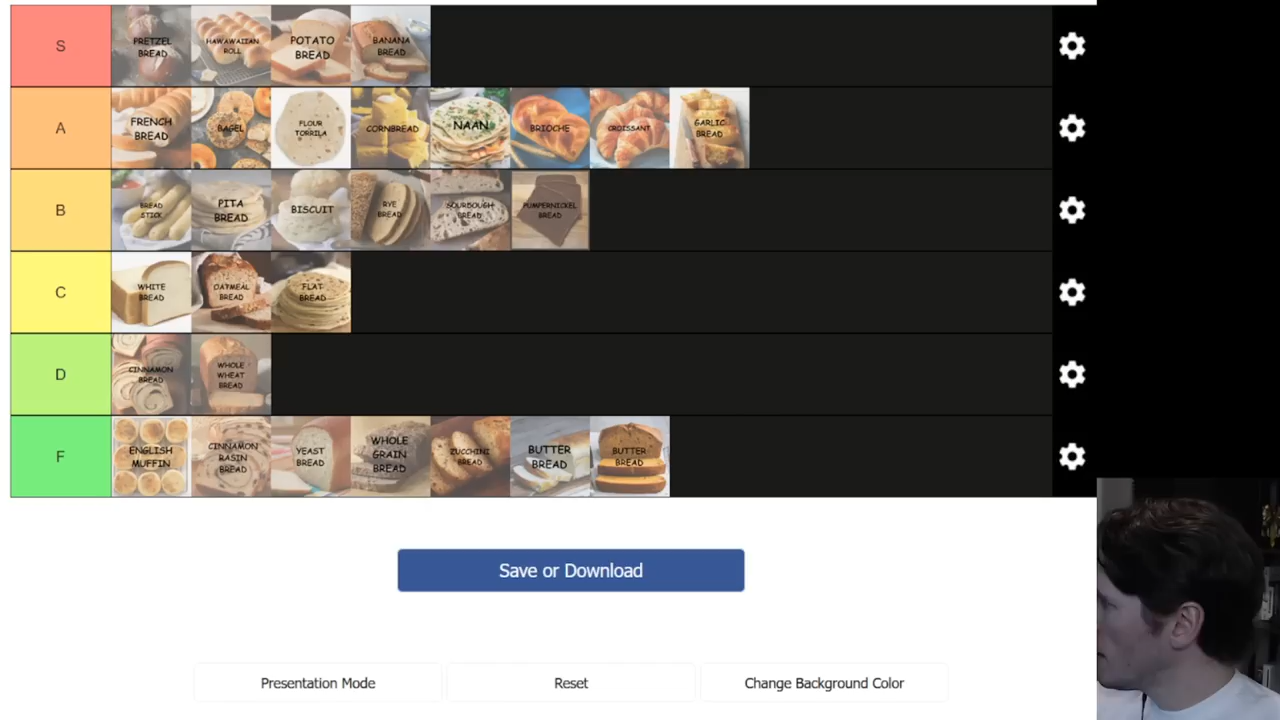 S
PRETZEL
BREAD
HAWAWAIIAN
ROLL
POTATO
BREAD
BANANA
BREAD
A
FRENCH
BREAD
BAGEL
FLOUR
TORRILA
CORNBREAD
NAAN
BRIOCHE
CROISSANT
GARLIC
BREAD
B
BREAD
STICK
PITA
BREAD
BISCUIT
RYE
BREAD
SOURBOUGH
BREAD
PUMPERNICKEL
BREAD
C
WHITE
BREAD
OATMEAL
BREAD
FLAT
BREAD
D
CINNAMON
BREAD
WHOLE
WHEAT
BREAD
F
ENGLISH
MUFFIN
CINNAMON
RASIN
BREAD
YEAST
BREAD
WHOLE
GRAIN
BREAD
ZUCCHINI
BREAD
BUTTER
BREAD
BUTTER
BREAD
Save or Download
Presentation Mode
Reset
Change Background Color